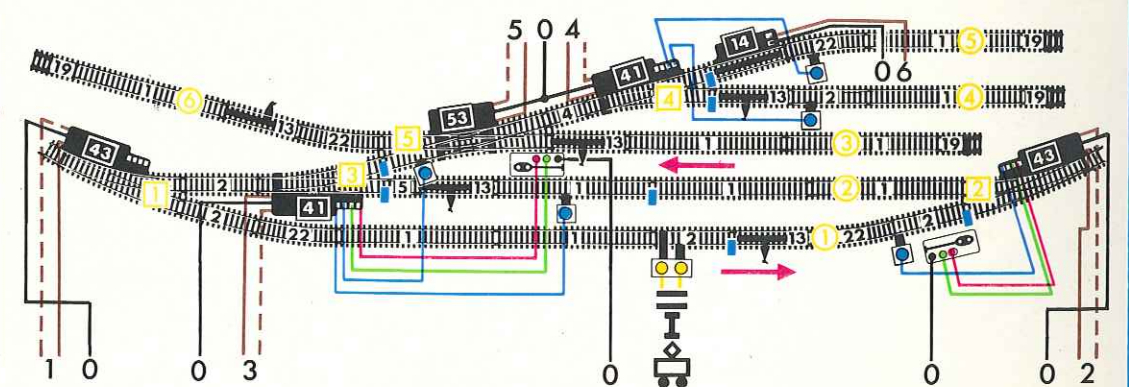 5 0 4 14 22 1 5 19
19 41 0 6
1 6 53 4 4 13 2 1 4 19
13 22 5 13 1 3 1 19
43 3 43
1 2 5 13 1 1 2 1 2
41 2 2
22 1 1 2 13 1 22
1 0 0 3 0 0 0 2